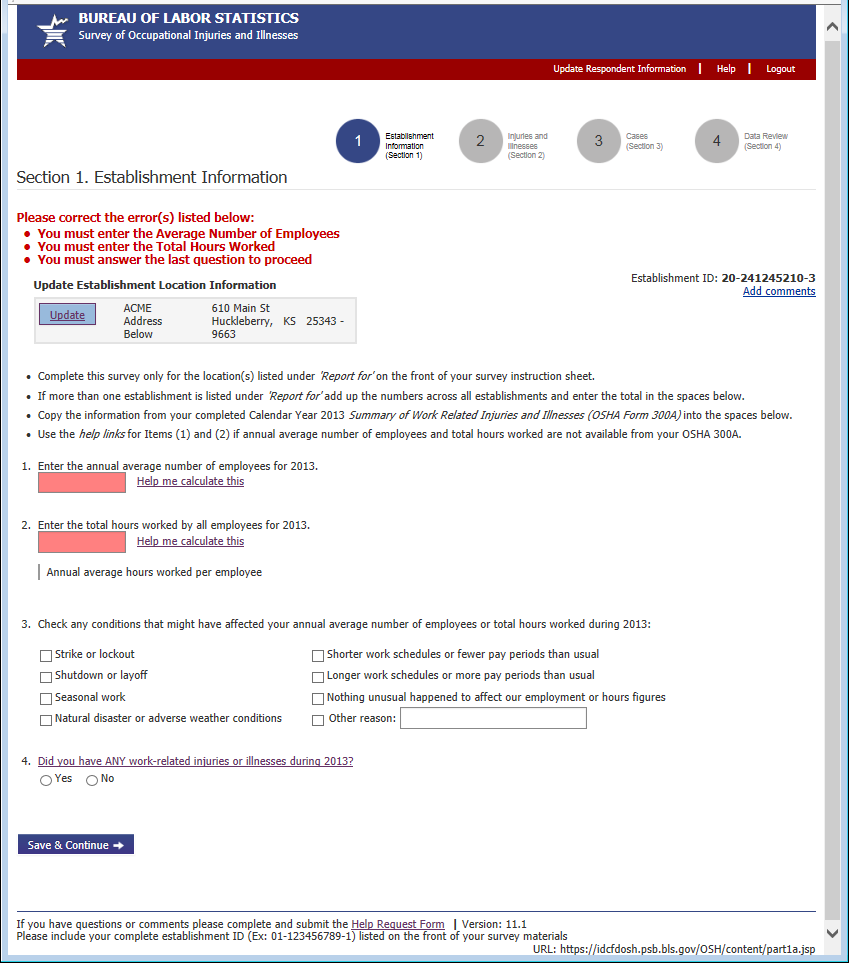 BUREAU OF LABOR STATISTICS
Survey of Occupational Injuries and Illnesses
Update Respondent Information | Help | Logout
1 Establishment Information (Section 1)
2 Injuries and Illnesses (Section 2)
3 Cases (Section 3)
4 Data Review (Section 4)
Section 1. Establishment Information
Please correct the error(s) listed below:
• You must enter the Average Number of Employees
• You must enter the Total Hours Worked
• You must answer the last question to proceed
Establishment ID: 20-241245210-3
Add comments
Update Establishment Location Information
Update
ACME
Address
Below
610 Main St
Huckleberry, KS 25343 -
9663
• Complete this survey only for the location(s) listed under 'Report for' on the front of your survey instruction sheet.
• If more than one establishment is listed under 'Report for' add up the numbers across all establishments and enter the total in the spaces below.
• Copy the information from your completed Calendar Year 2013 Summary of Work Related Injuries and Illnesses (OSHA Form 300A) into the spaces below.
• Use the help links for Items (1) and (2) if annual average number of employees and total hours worked are not available from your OSHA 300A.
1. Enter the annual average number of employees for 2013.
Help me calculate this
2. Enter the total hours worked by all employees for 2013.
Help me calculate this
Annual average hours worked per employee
3. Check any conditions that might have affected your annual average number of employees or total hours worked during 2013:
Strike or lockout
Shutdown or layoff
Seasonal work
Natural disaster or adverse weather conditions
Shorter work schedules or fewer pay periods than usual
Longer work schedules or more pay periods than usual
Nothing unusual happened to affect our employment or hours figures
Other reason:
4. Did you have ANY work-related injuries or illnesses during 2013?
Yes No
Save & Continue ➔
If you have questions or comments please complete and submit the Help Request Form | Version: 11.1
Please include your complete establishment ID (Ex: 01-123456789-1) listed on the front of your survey materials
URL: https://idcfdosh.psb.bls.gov/OSH/content/part1a.jsp